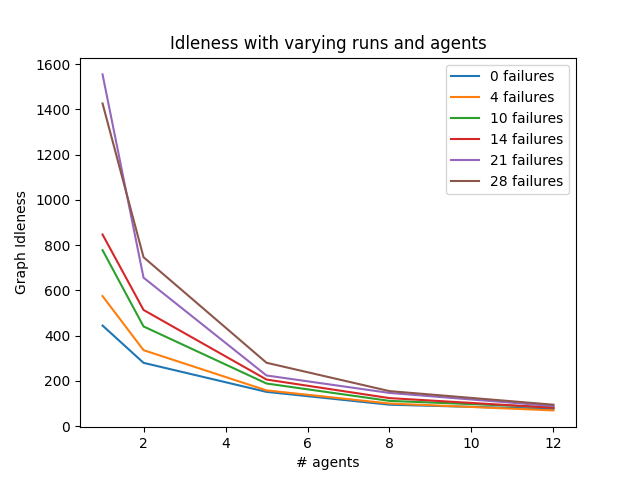 Idleness with varying runs and agents
1600
1400
1200
1000
800
600
400
200
0
Graph Idleness
0 failures
4 failures
10 failures
14 failures
21 failures
28 failures
2 4 6 8 10 12
# agents